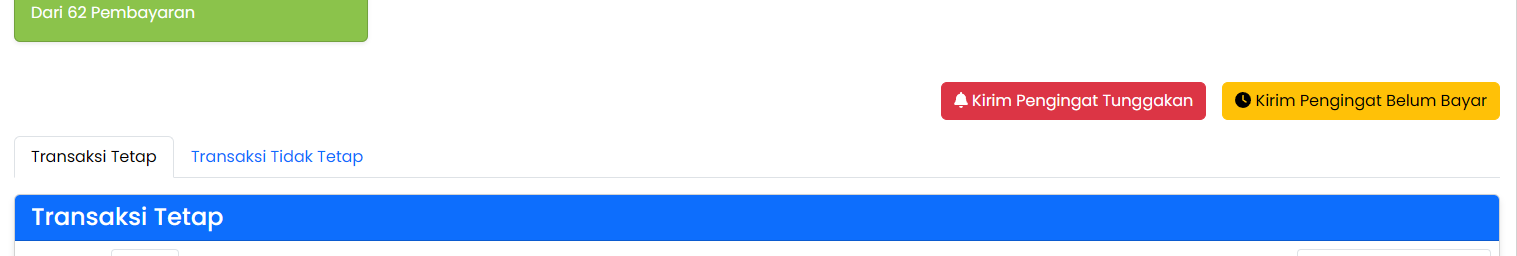 Dari 62 Pembayaran
Kirim Pengingat Tunggakan
Kirim Pengingat Belum Bayar
Transaksi Tetap
Transaksi Tidak Tetap
Transaksi Tetap